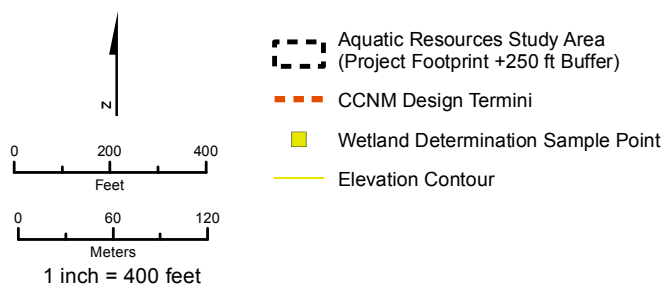 N
0 200 400
Feet
0 60 120
Meters
1 inch = 400 feet
Aquatic Resources Study Area
(Project Footprint +250 ft Buffer)
CCNM Design Termini
Wetland Determination Sample Point
Elevation Contour